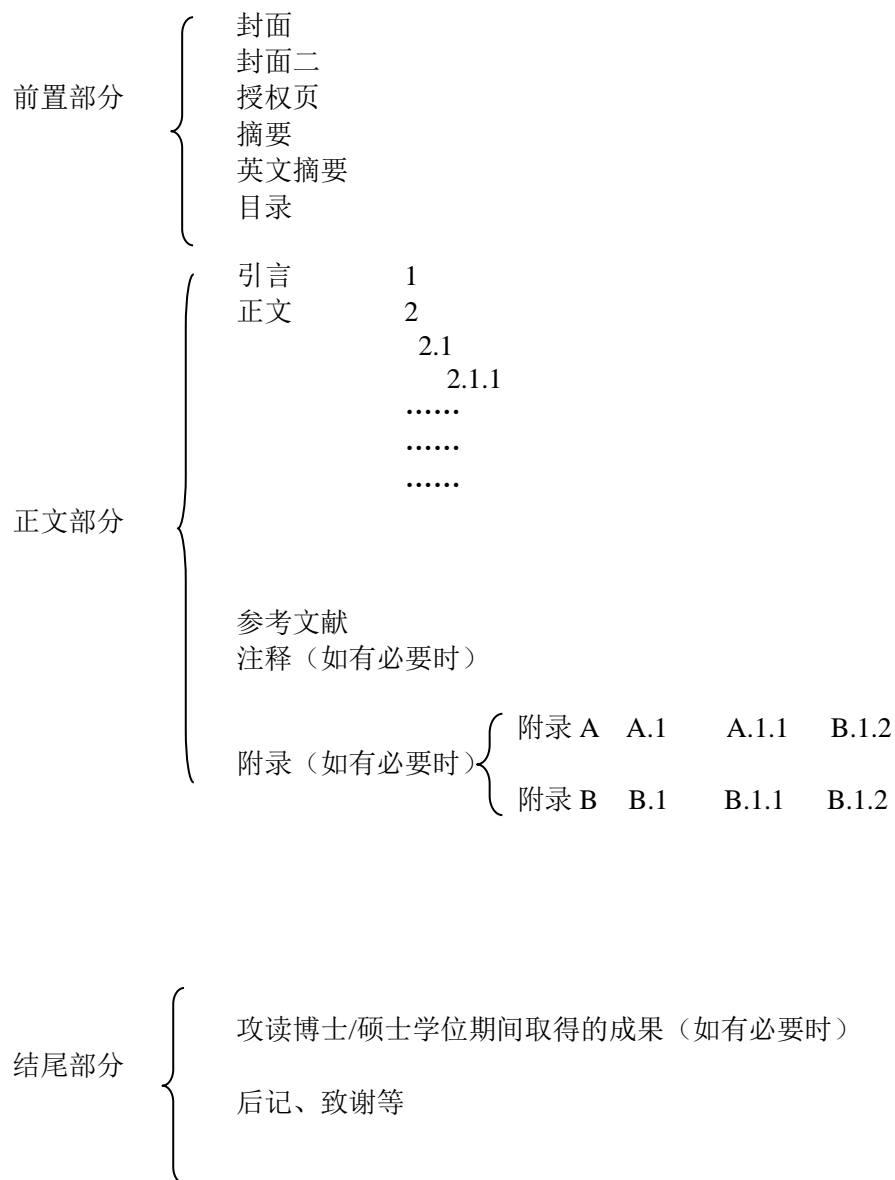 封面
封面二
前置部分 授权页
摘要
英文摘要
目录
引言 1
正文 2
2.1
2.1.1
……
……
……
正文部分
参考文献
注释（如有必要时）
附录 A A.1 A.1.1 B.1.2
附录（如有必要时）
附录 B B.1 B.1.1 B.1.2
攻读博士/硕士学位期间取得的成果（如有必要时）
结尾部分
后记、致谢等